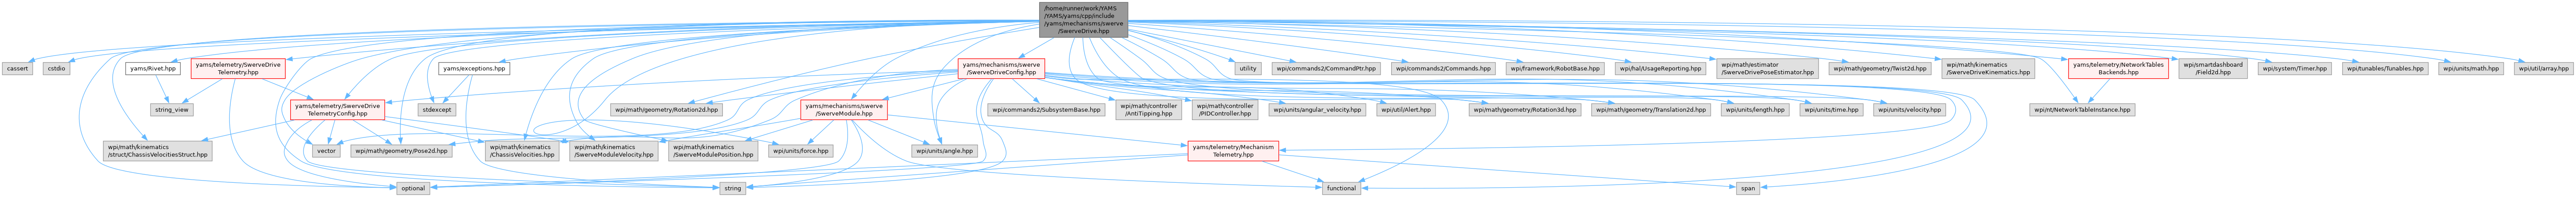 /home/runner/work/YAMS
/YAMS/yams/cpp/include
/yams/mechanisms/swerve
/SwerveDrive.hpp
cassert
cstdio
yams/Rivet.hpp
yams/telemetry/SwerveDrive
Telemetry.hpp
yams/exceptions.hpp
yams/mechanisms/swerve
/SwerveDriveConfig.hpp
utility
wpi/commands2/CommandPtr.hpp
wpi/commands2/Commands.hpp
wpi/framework/RobotBase.hpp
wpi/hal/UsageReporting.hpp
wpi/math/estimator
/SwerveDrivePoseEstimator.hpp
wpi/math/geometry/Twist2d.hpp
wpi/math/kinematics
/SwerveDriveKinematics.hpp
yams/telemetry/NetworkTables
Backends.hpp
wpi/smartdashboard
/Field2d.hpp
wpi/system/Timer.hpp
wpi/tunables/Tunables.hpp
wpi/units/math.hpp
wpi/util/array.hpp
string_view
yams/telemetry/SwerveDrive
TelemetryConfig.hpp
stdexcept
wpi/math/geometry/Rotation2d.hpp
yams/mechanisms/swerve
/SwerveModule.hpp
wpi/commands2/SubsystemBase.hpp
wpi/math/controller
/AntiTipping.hpp
wpi/math/controller
/PIDController.hpp
wpi/units/angular_velocity.hpp
wpi/util/Alert.hpp
wpi/math/geometry/Rotation3d.hpp
wpi/math/geometry/Translation2d.hpp
wpi/units/length.hpp
wpi/units/time.hpp
wpi/units/velocity.hpp
wpi/nt/NetworkTableInstance.hpp
wpi/math/kinematics
/struct/ChassisVelocitiesStruct.hpp
vector
wpi/math/geometry/Pose2d.hpp
wpi/math/kinematics
/ChassisVelocities.hpp
wpi/math/kinematics
/SwerveModuleVelocity.hpp
wpi/math/kinematics
/SwerveModulePosition.hpp
wpi/units/force.hpp
wpi/units/angle.hpp
yams/telemetry/Mechanism
Telemetry.hpp
optional
string
functional
span